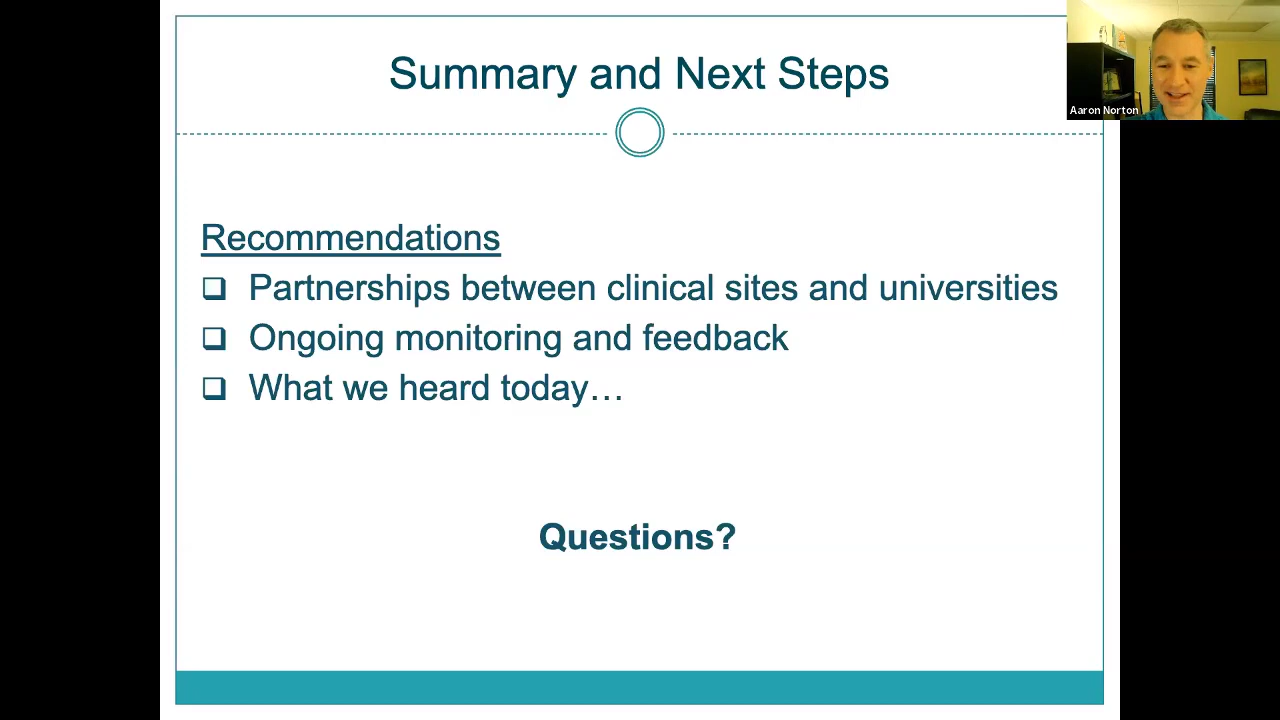 Summary and Next Steps
Aaron Norton
Recommendations
Partnerships between clinical sites and universities
Ongoing monitoring and feedback
What we heard today…
Questions?